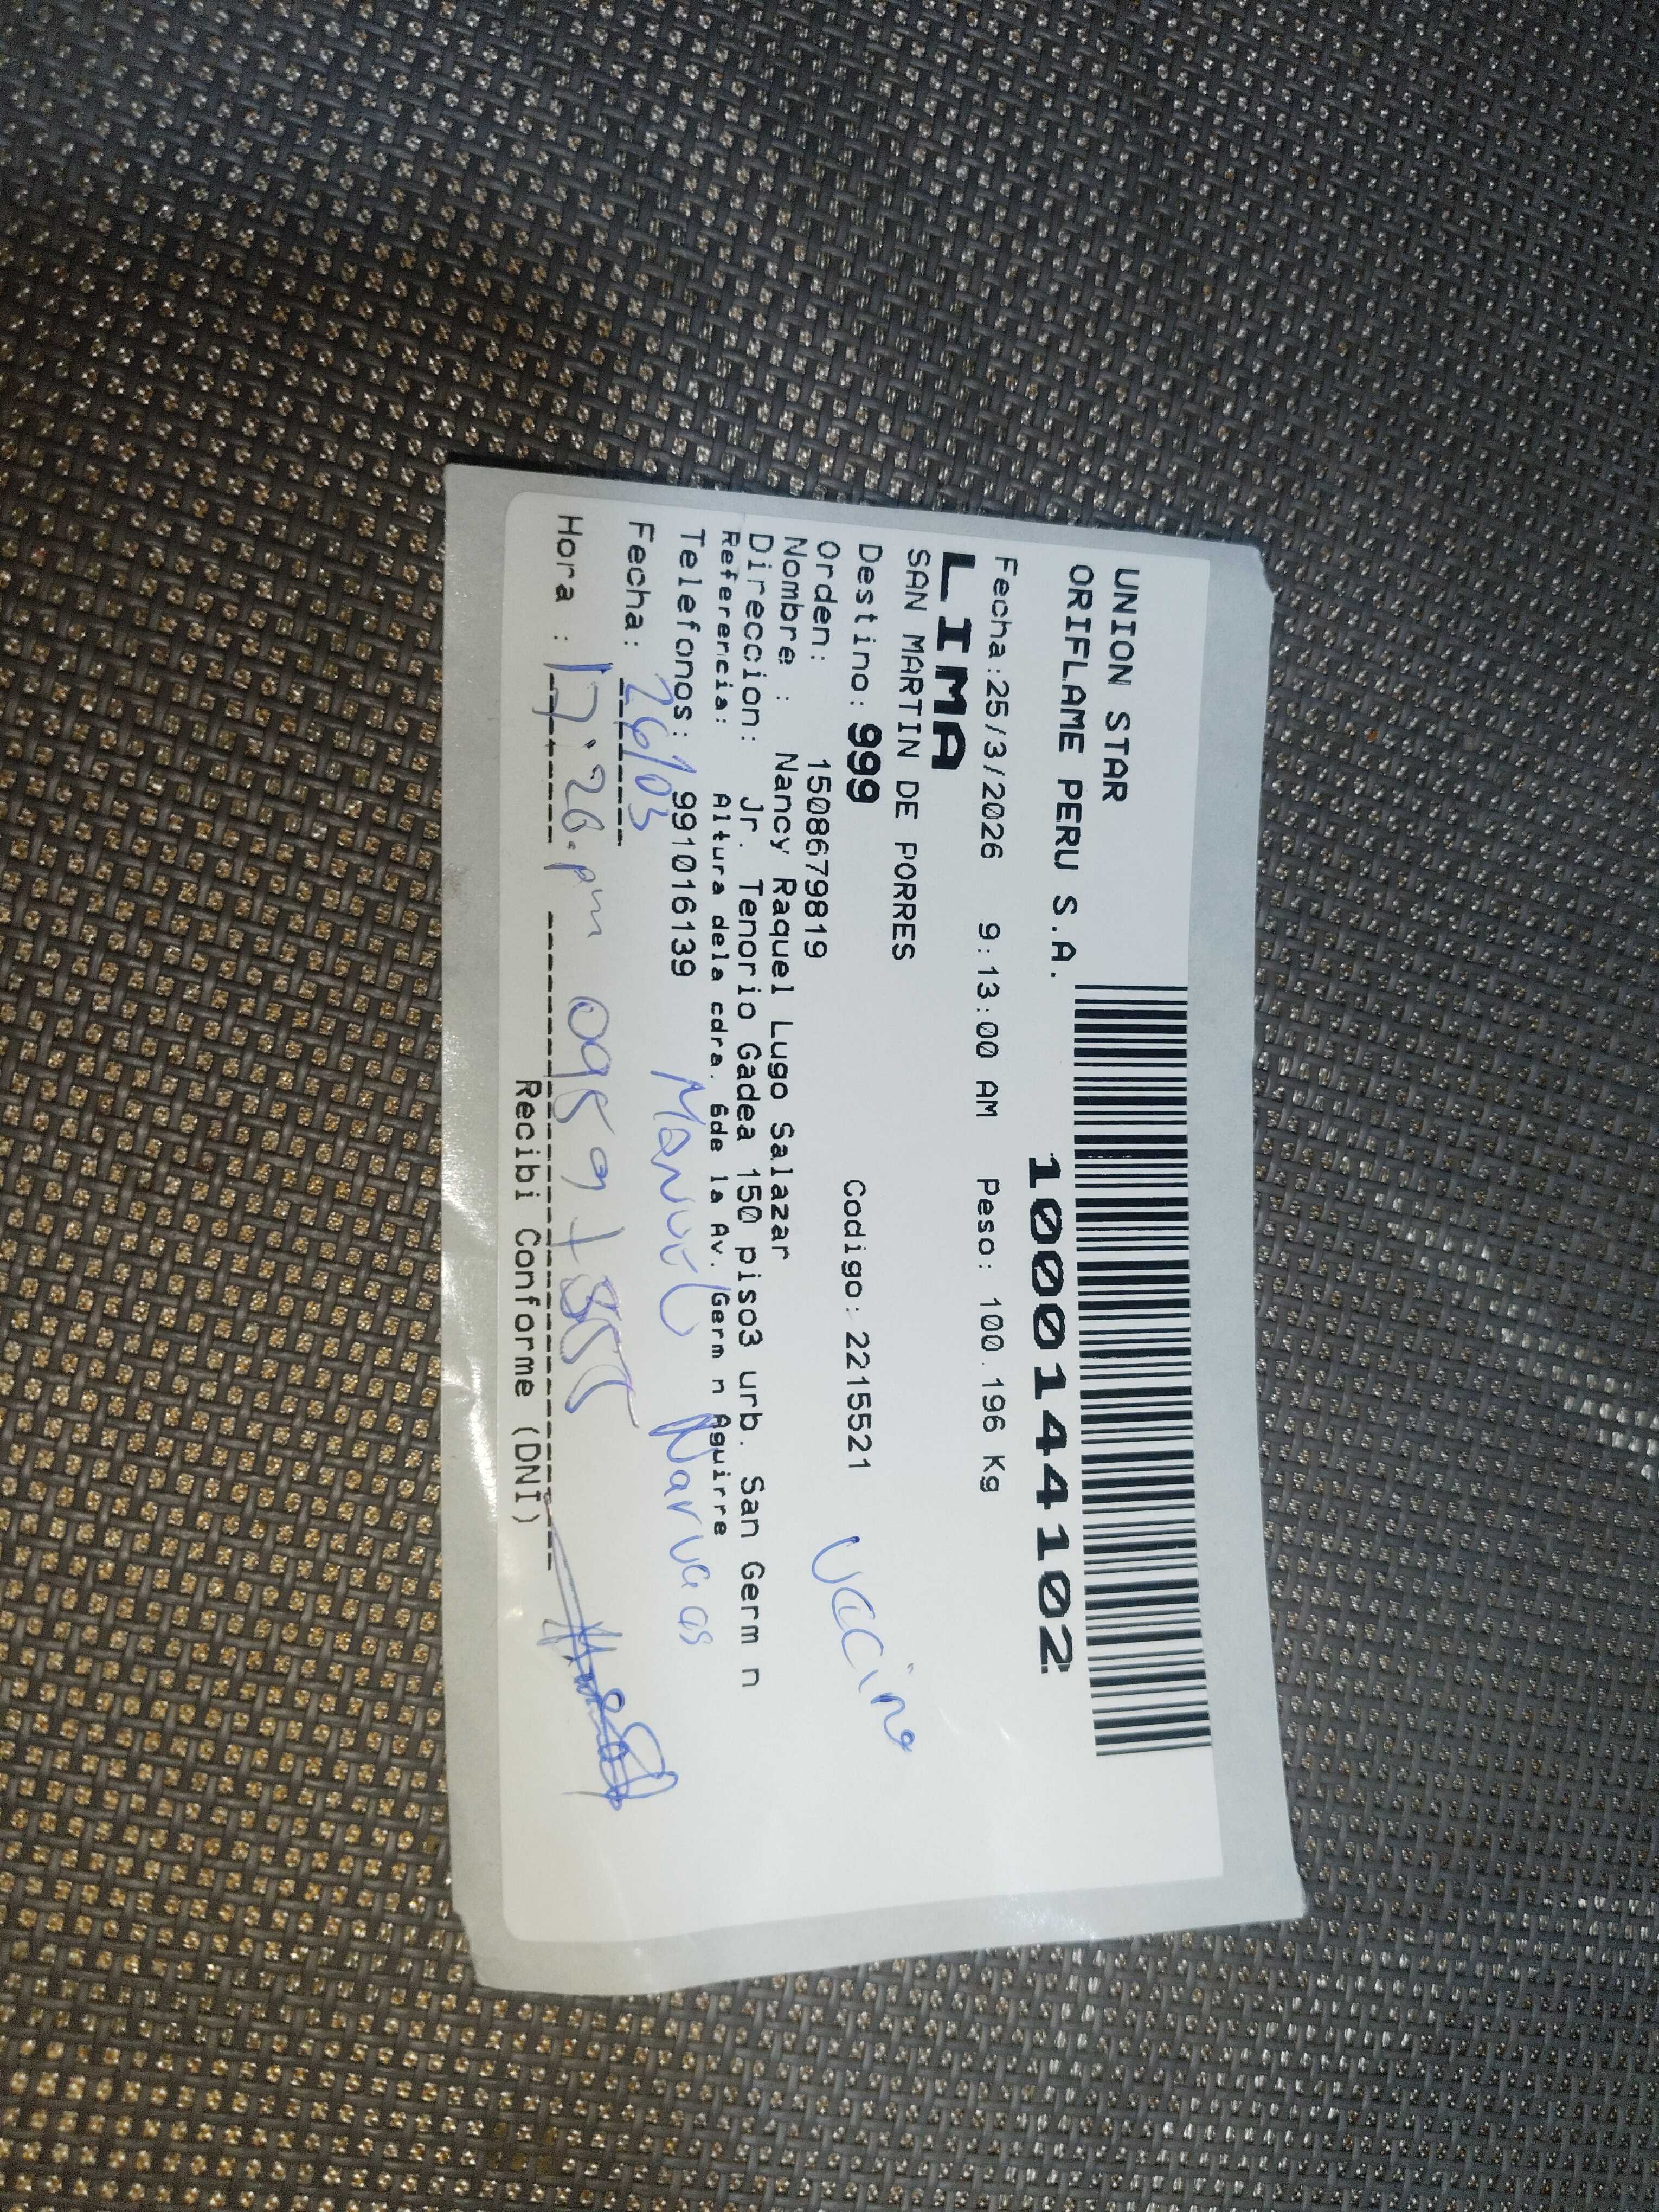 UNION STAR
ORIFLAME PERU S.A.
1000144102
Fecha:25/3/2026 9:13:00 AM Peso: 100.196 Kg
LIMA
SAN MARTIN DE PORRES
Destino: 999 Codigo: 2215521
Orden: 1508679819
Nombre : Nancy Raquel Lugo Salazar
Direccion: Jr. Tenorio Gadea 150 piso3 urb. San Germ n
Referencia: Altura dela cdra. 6de la Av. Germ n Aguirre
Telefonos: 991016139
Manuel
Fecha: 26/03
Hora : 17:26 pm
Recibi Conforme (DNI)